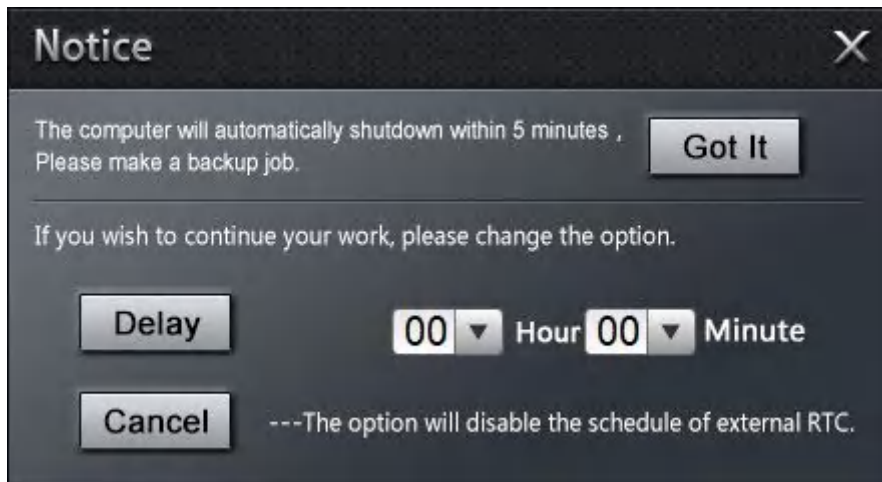 Notice
The computer will automatically shutdown within 5 minutes ,
Please make a backup job.
Got It
If you wish to continue your work, please change the option.
Delay
00 Hour 00 Minute
Cancel
---The option will disable the schedule of external RTC.